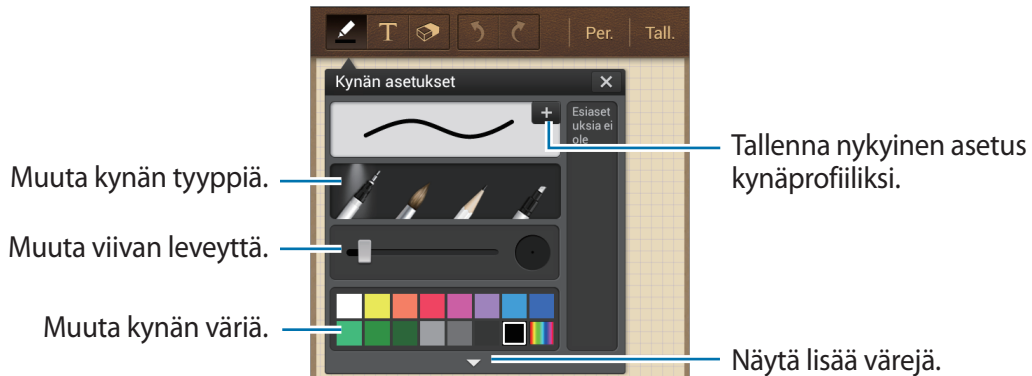 T
Per.
Tall.
Kynän asetukset
Esiaset
uksia ei
ole
Tallenna nykyinen asetus
kynäprofiiliksi.
Muuta kynän tyyppiä.
Muuta viivan leveyttä.
Muuta kynän väriä.
Näytä lisää värejä.